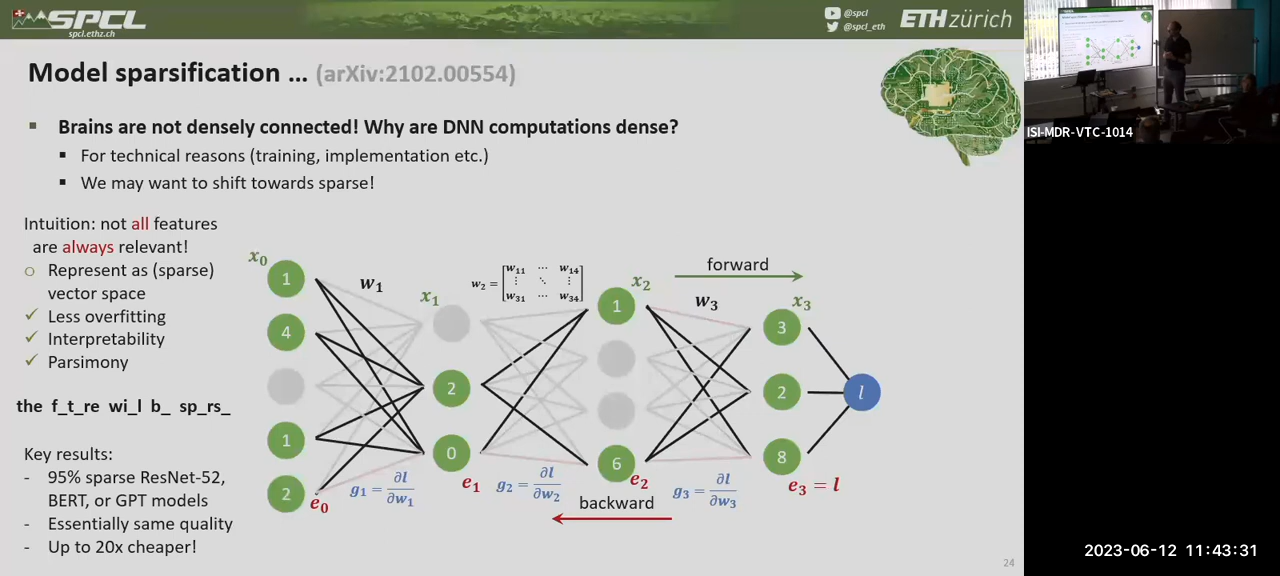 SPCL
spcl.ethz.ch
@spcl
@spcl_eth
ETH zürich
Model sparsification ... (arXiv:2102.00554)
Brains are not densely connected! Why are DNN computations dense?
For technical reasons (training, implementation etc.)
We may want to shift towards sparse!
Intuition: not all features
are always relevant!
Represent as (sparse)
vector space
Less overfitting
Interpretability
Parsimony
the f_t_re wi_l b_ sp_rs_
Key results:
- 95% sparse ResNet-52,
BERT, or GPT models
- Essentially same quality
- Up to 20x cheaper!
x₀
1
4
1
2
e₀
w₁
g₁ = ∂l/∂w₁
x₁
2
0
e₁
w₂ = [w₁₁ ⋯ w₁₄
⋮ ⋱ ⋮
w₃₁ ⋯ w₃₄]
g₂ = ∂l/∂w₂
x₂
1
6
e₂
forward
w₃
g₃ = ∂l/∂w₃
backward
x₃
3
2
8
e₃ = l
l
24
ISI-MDR-VTC-1014
2023-06-12 11:43:31